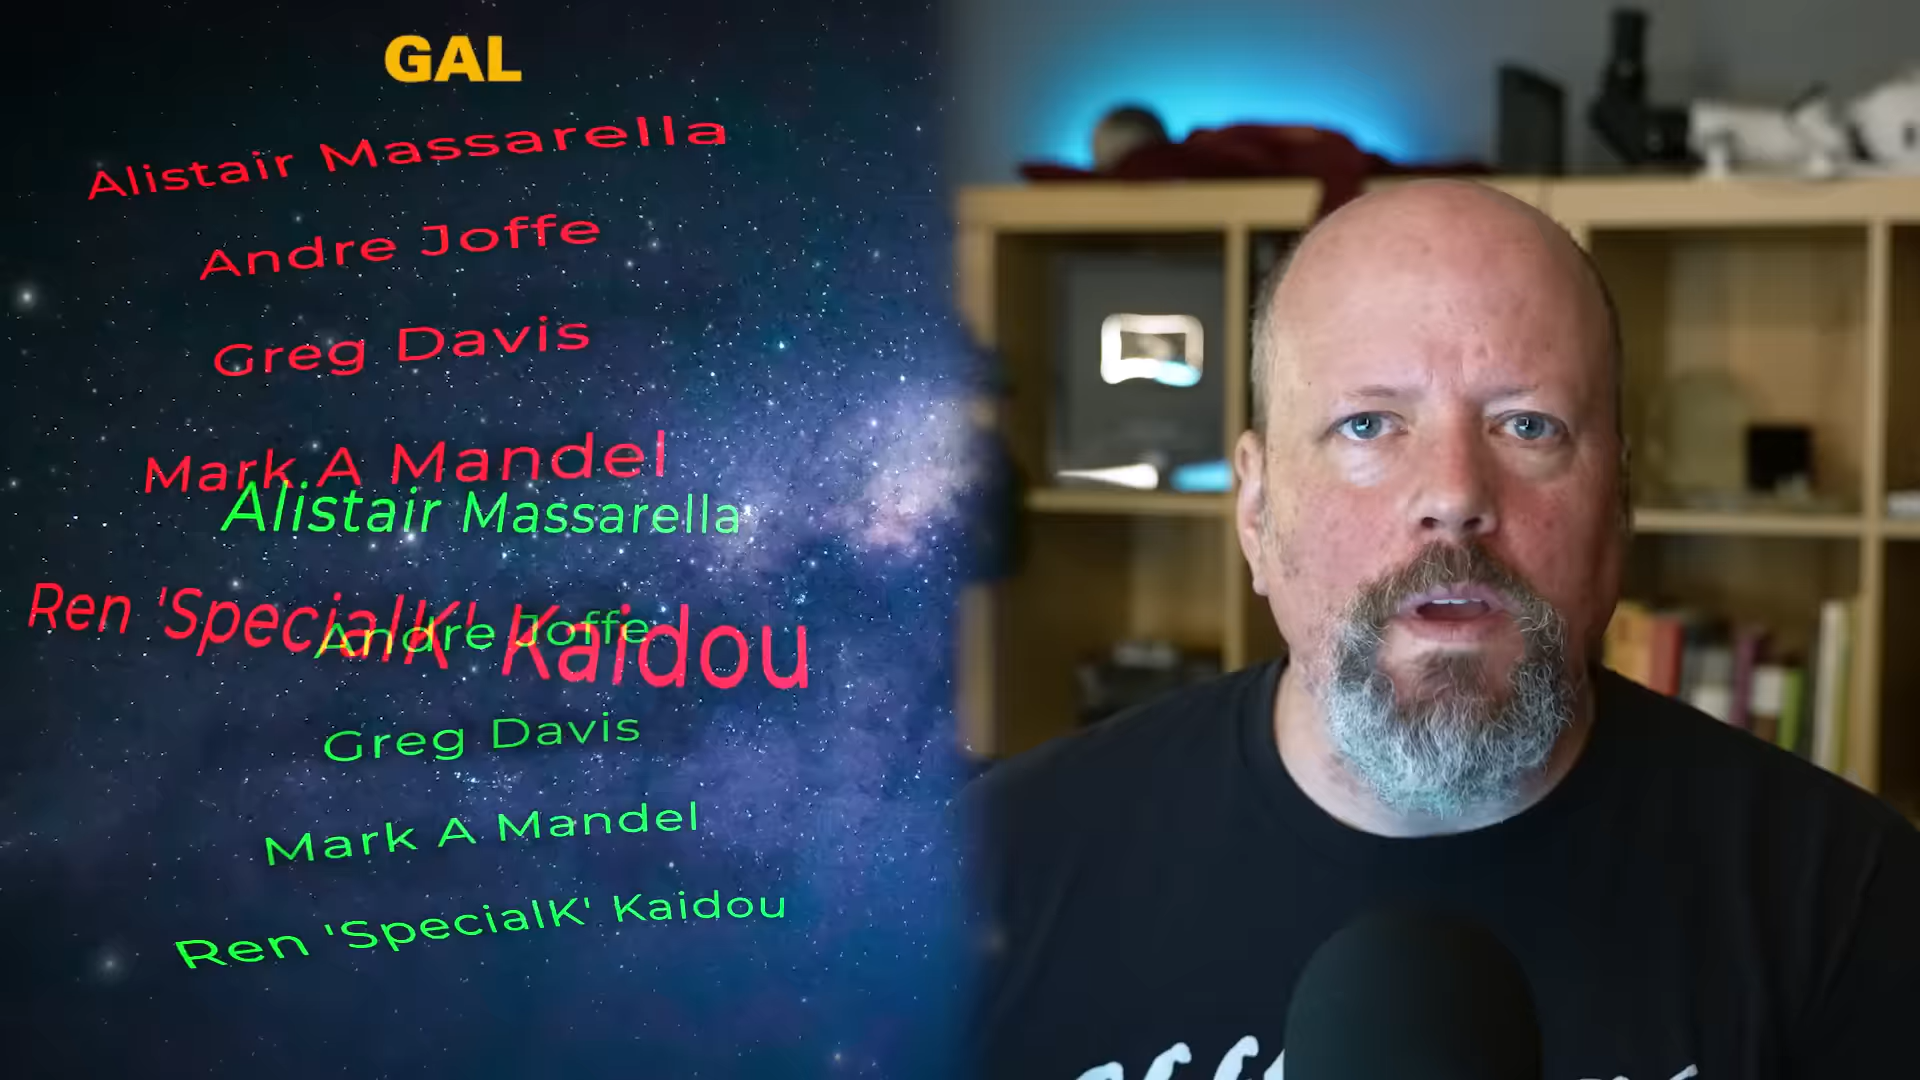 GAL
Alistair Massarella
Andre Joffe
Greg Davis
Mark A Mandel
Alistair Massarella
Ren 'SpecialK' Kaidou
Andre Joffe
Greg Davis
Mark A Mandel
Ren 'SpecialK' Kaidou